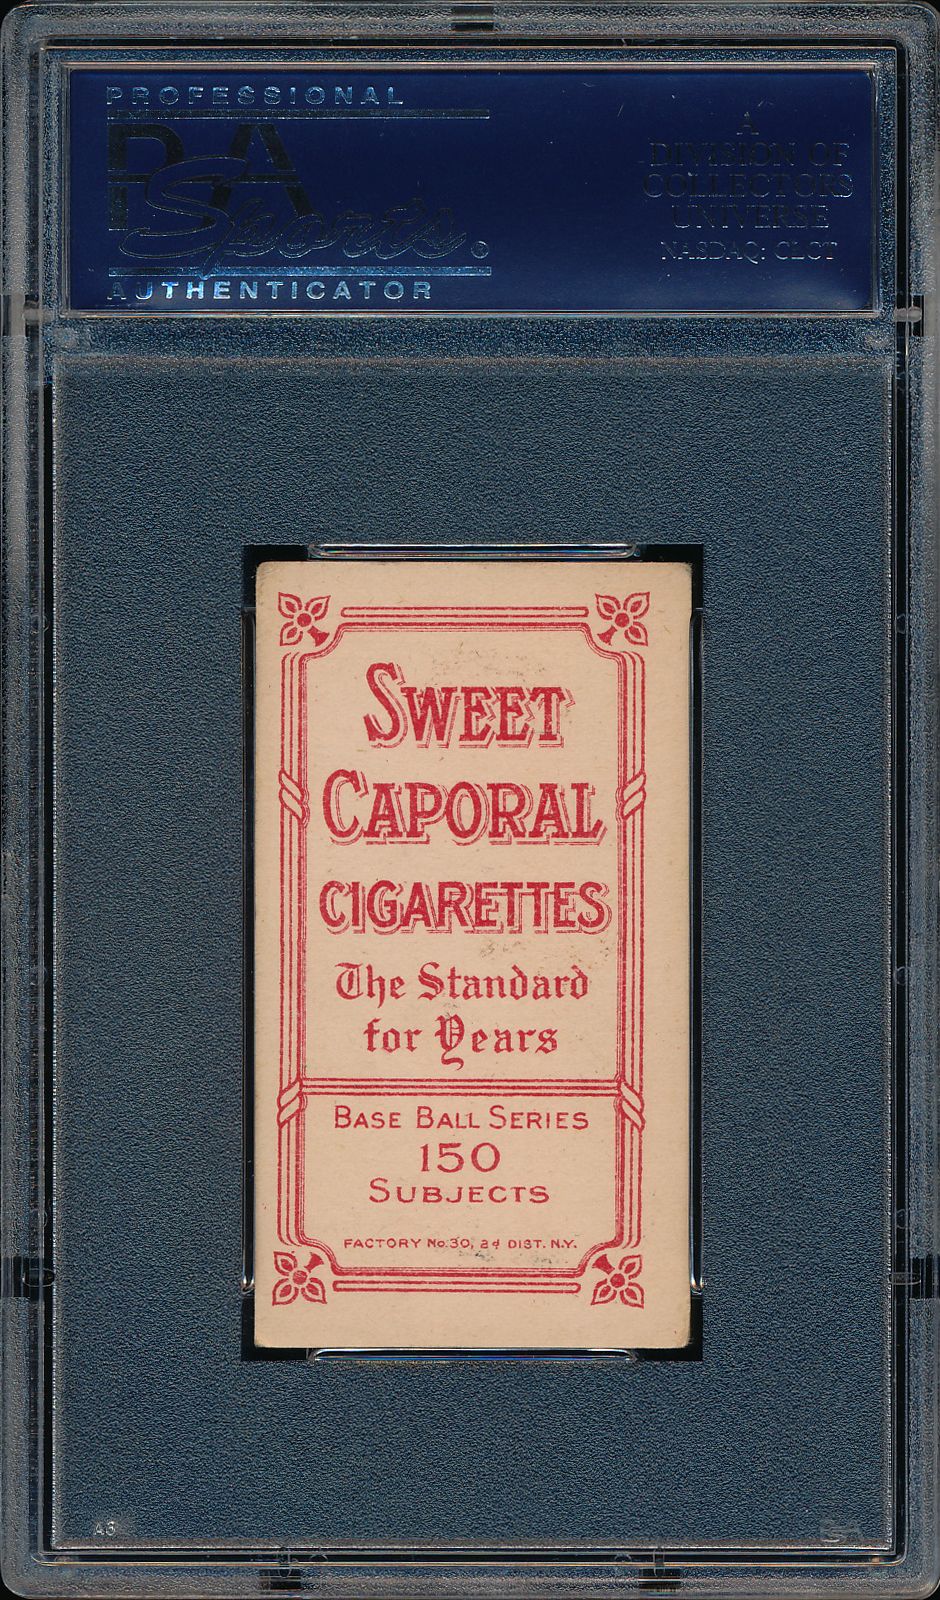 PROFESSIONAL
PSA
Sports
AUTHENTICATOR
A
DIVISION OF
COLLECTORS
UNIVERSE
NASDAQ: CLCT
SWEET
CAPORAL
CIGARETTES
The Standard
for Years
BASE BALL SERIES
150
SUBJECTS
FACTORY No. 30, 2d DIST. N.Y.
A6